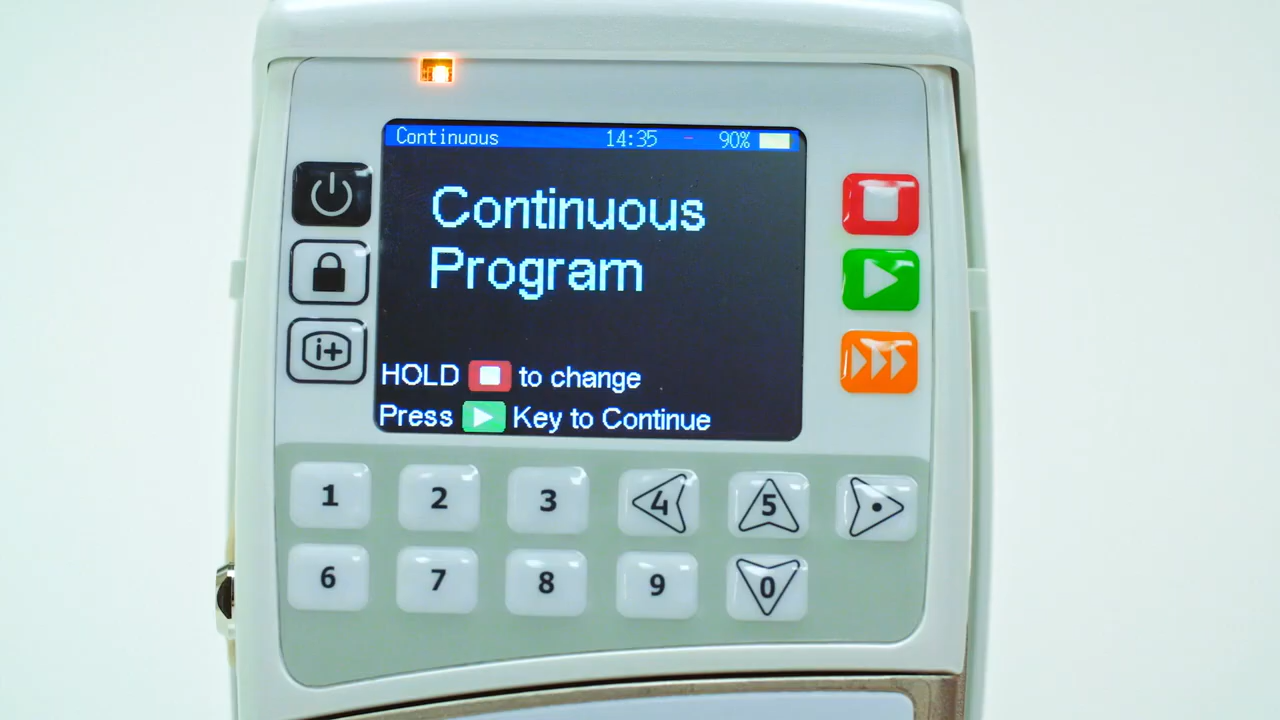 Continuous 14:35 - 90%
Continuous
Program
HOLD to change
Press Key to Continue
i+
1 2 3 4 5 •
6 7 8 9 0